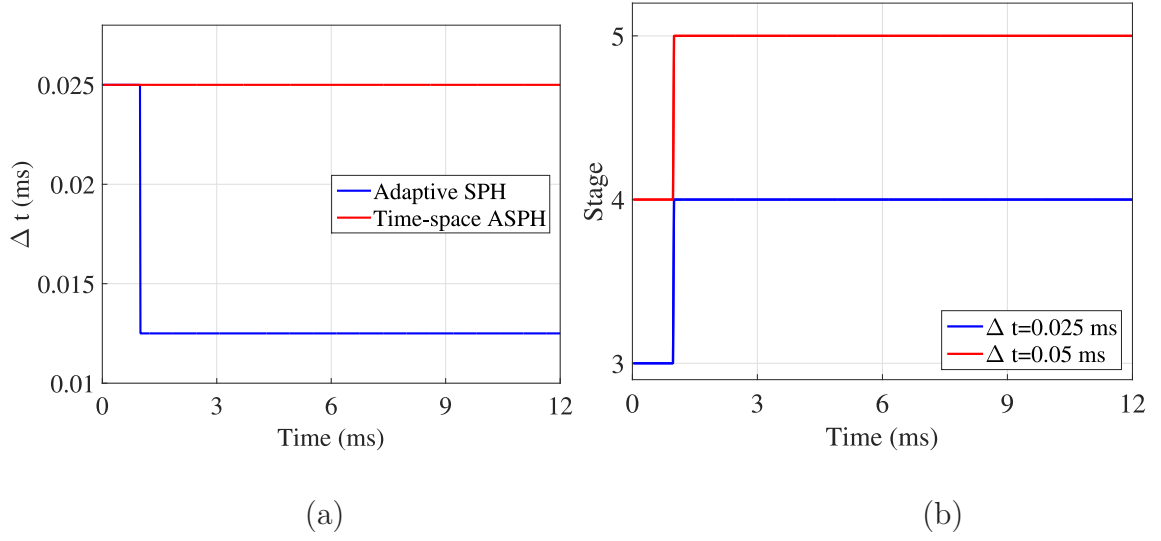 0.025
0.02
0.015
0.01
Δ t (ms)
0
3
6
9
12
Time (ms)
Adaptive SPH
Time-space ASPH
(a)
5
4
3
Stage
0
3
6
9
12
Time (ms)
Δ t=0.025 ms
Δ t=0.05 ms
(b)